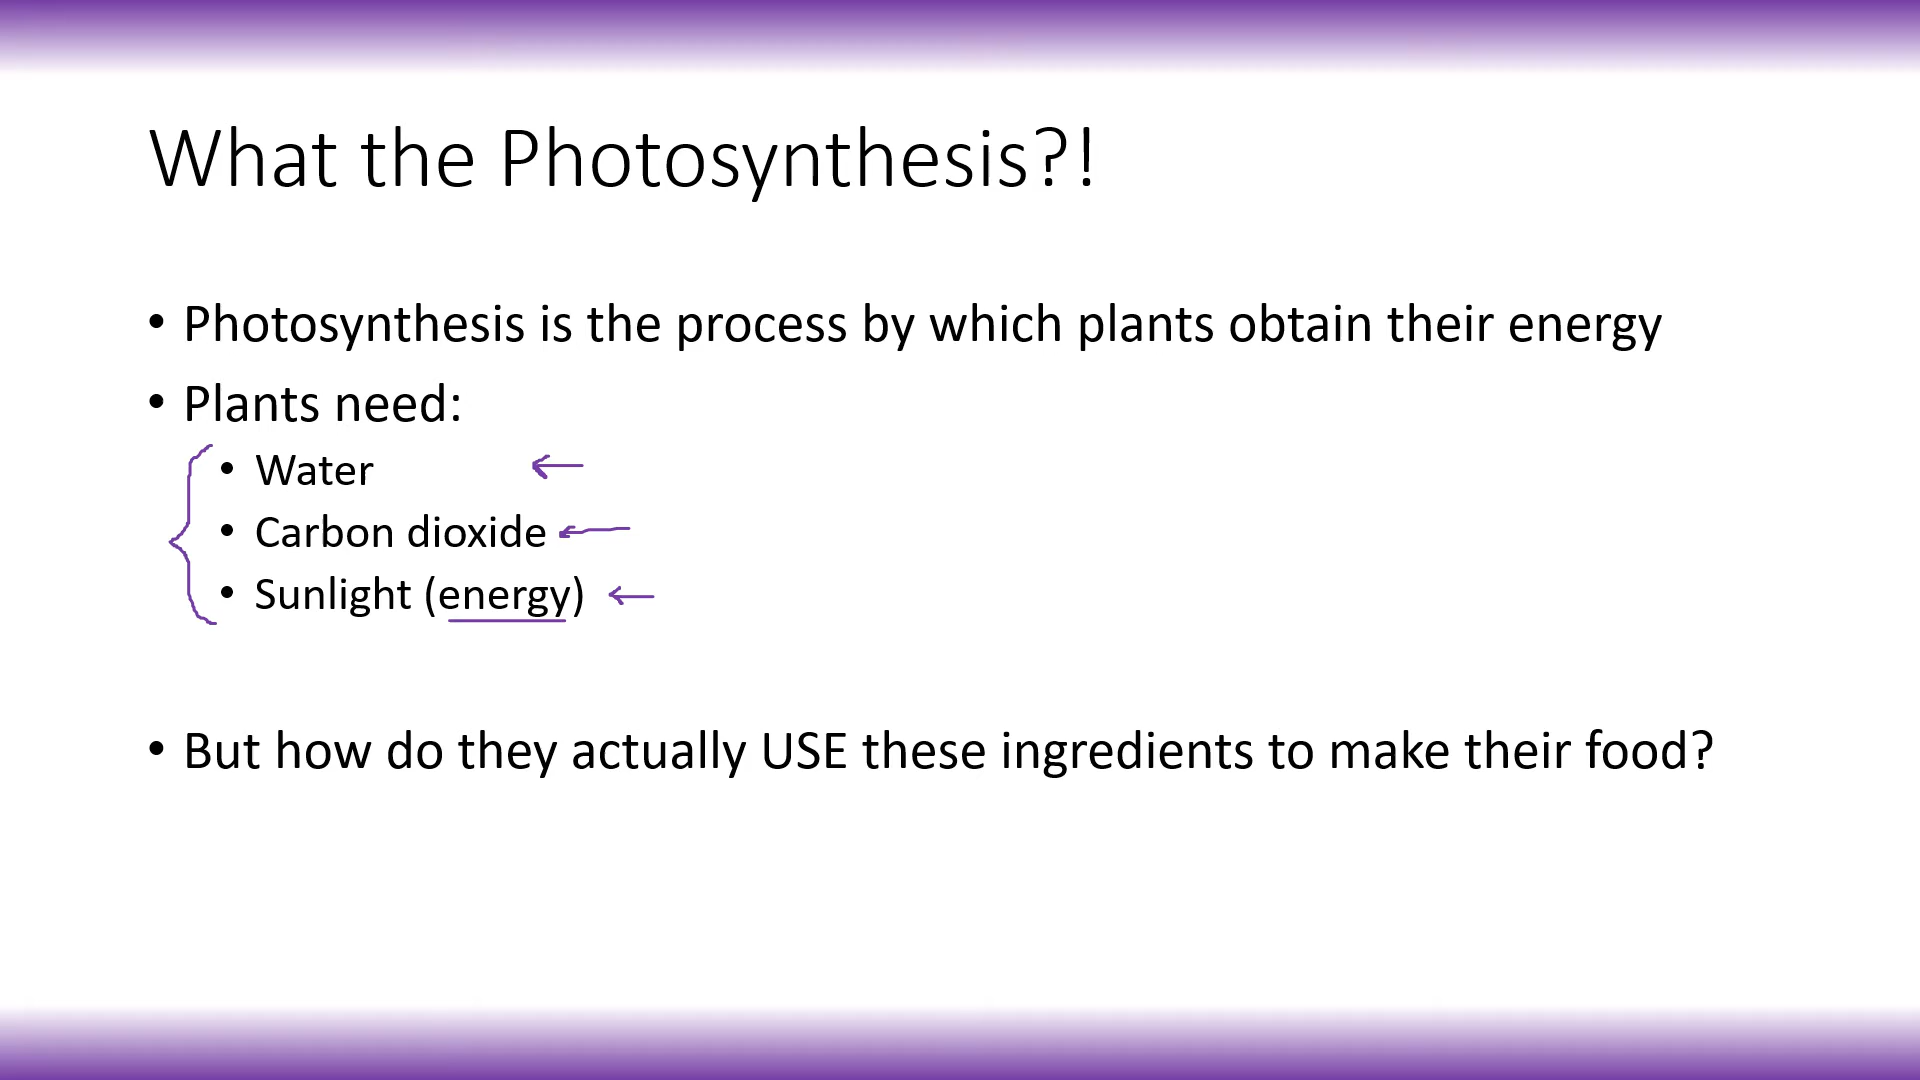 What the Photosynthesis?!
• Photosynthesis is the process by which plants obtain their energy
• Plants need:
• Water
• Carbon dioxide
• Sunlight (energy)
• But how do they actually USE these ingredients to make their food?